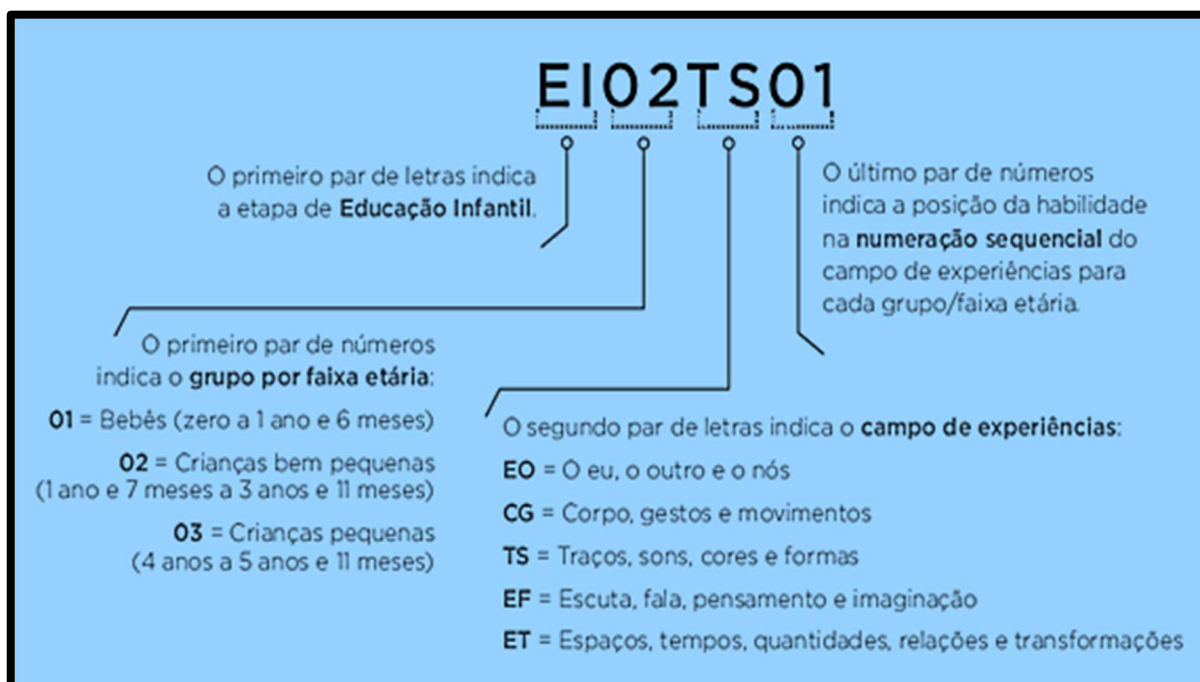 EI02TS01
O primeiro par de letras indica
a etapa de Educação Infantil.
O último par de números
indica a posição da habilidade
na numeração sequencial do
campo de experiências para
cada grupo/faixa etária.
O primeiro par de números
indica o grupo por faixa etária:
01 = Bebês (zero a 1 ano e 6 meses)
02 = Crianças bem pequenas
(1 ano e 7 meses a 3 anos e 11 meses)
03 = Crianças pequenas
(4 anos a 5 anos e 11 meses)
O segundo par de letras indica o campo de experiências:
EO = O eu, o outro e o nós
CG = Corpo, gestos e movimentos
TS = Traços, sons, cores e formas
EF = Escuta, fala, pensamento e imaginação
ET = Espaços, tempos, quantidades, relações e transformações